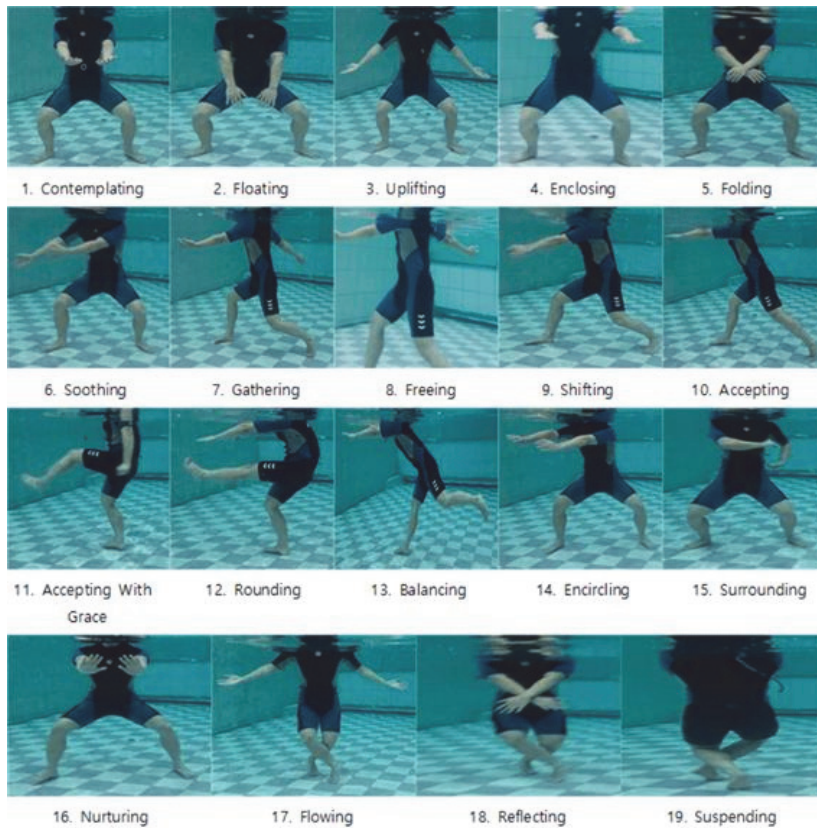 1. Contemplating
2. Floating
3. Uplifting
4. Enclosing
5. Folding
6. Soothing
7. Gathering
8. Freeing
9. Shifting
10. Accepting
11. Accepting With
Grace
12. Rounding
13. Balancing
14. Encircling
15. Surrounding
16. Nurturing
17. Flowing
18. Reflecting
19. Suspending